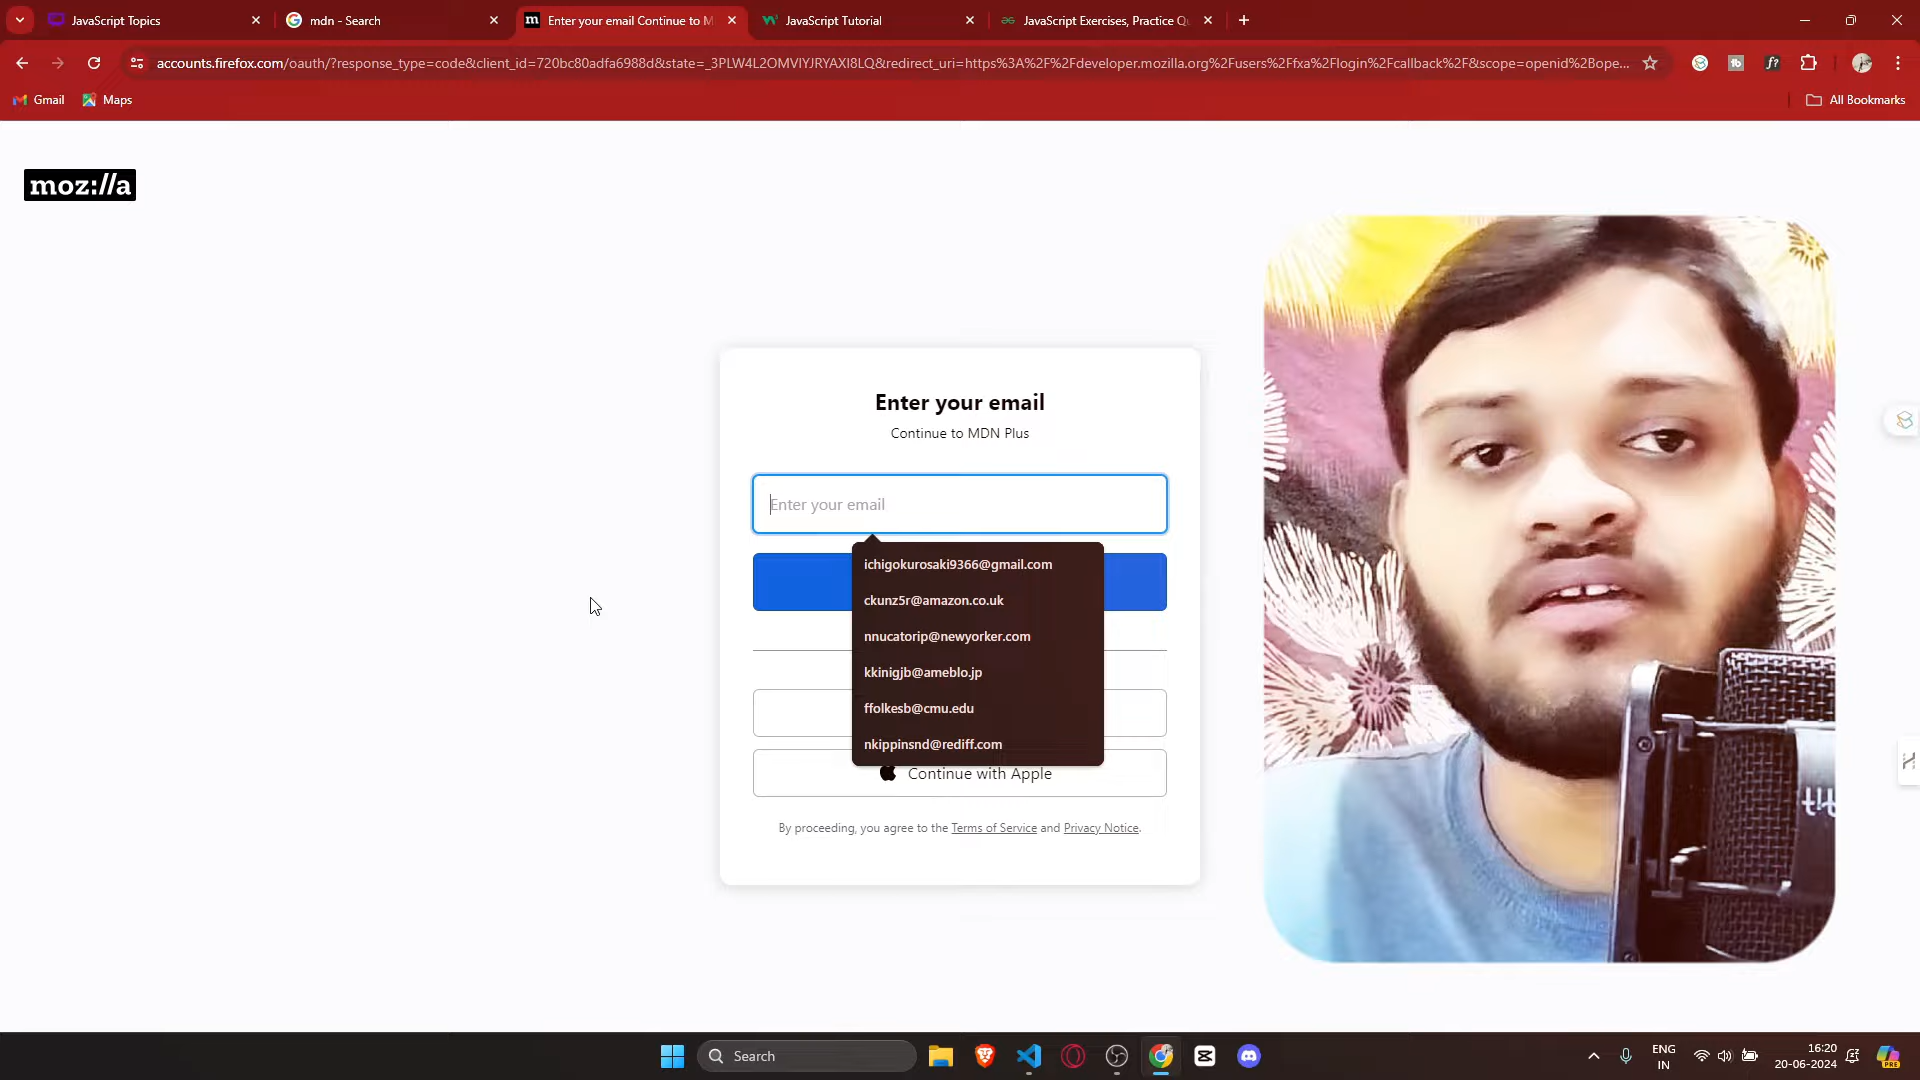 JavaScript Topics
mdn - Search
Enter your email Continue to M
JavaScript Tutorial
JavaScript Exercises, Practice Q
accounts.firefox.com/oauth/?response_type=code&client_id=720bc80adfa6988d&state=_3PLW4L2OMVIYJRYAXI8LQ&redirect_uri=https%3A%2F%2Fdeveloper.mozilla.org%2Fusers%2Ffxa%2Flogin%2Fcallback%2F&scope=openid%2Bope...
Gmail
Maps
All Bookmarks
moz://a
Enter your email
Continue to MDN Plus
Enter your email
ichigokurosaki9366@gmail.com
ckunz5r@amazon.co.uk
nnucatorip@newyorker.com
kkinigjb@ameblo.jp
ffolkesb@cmu.edu
nkippinsnd@rediff.com
Continue with Apple
By proceeding, you agree to the Terms of Service and Privacy Notice.
Search
ENG
IN
16:20
20-06-2024